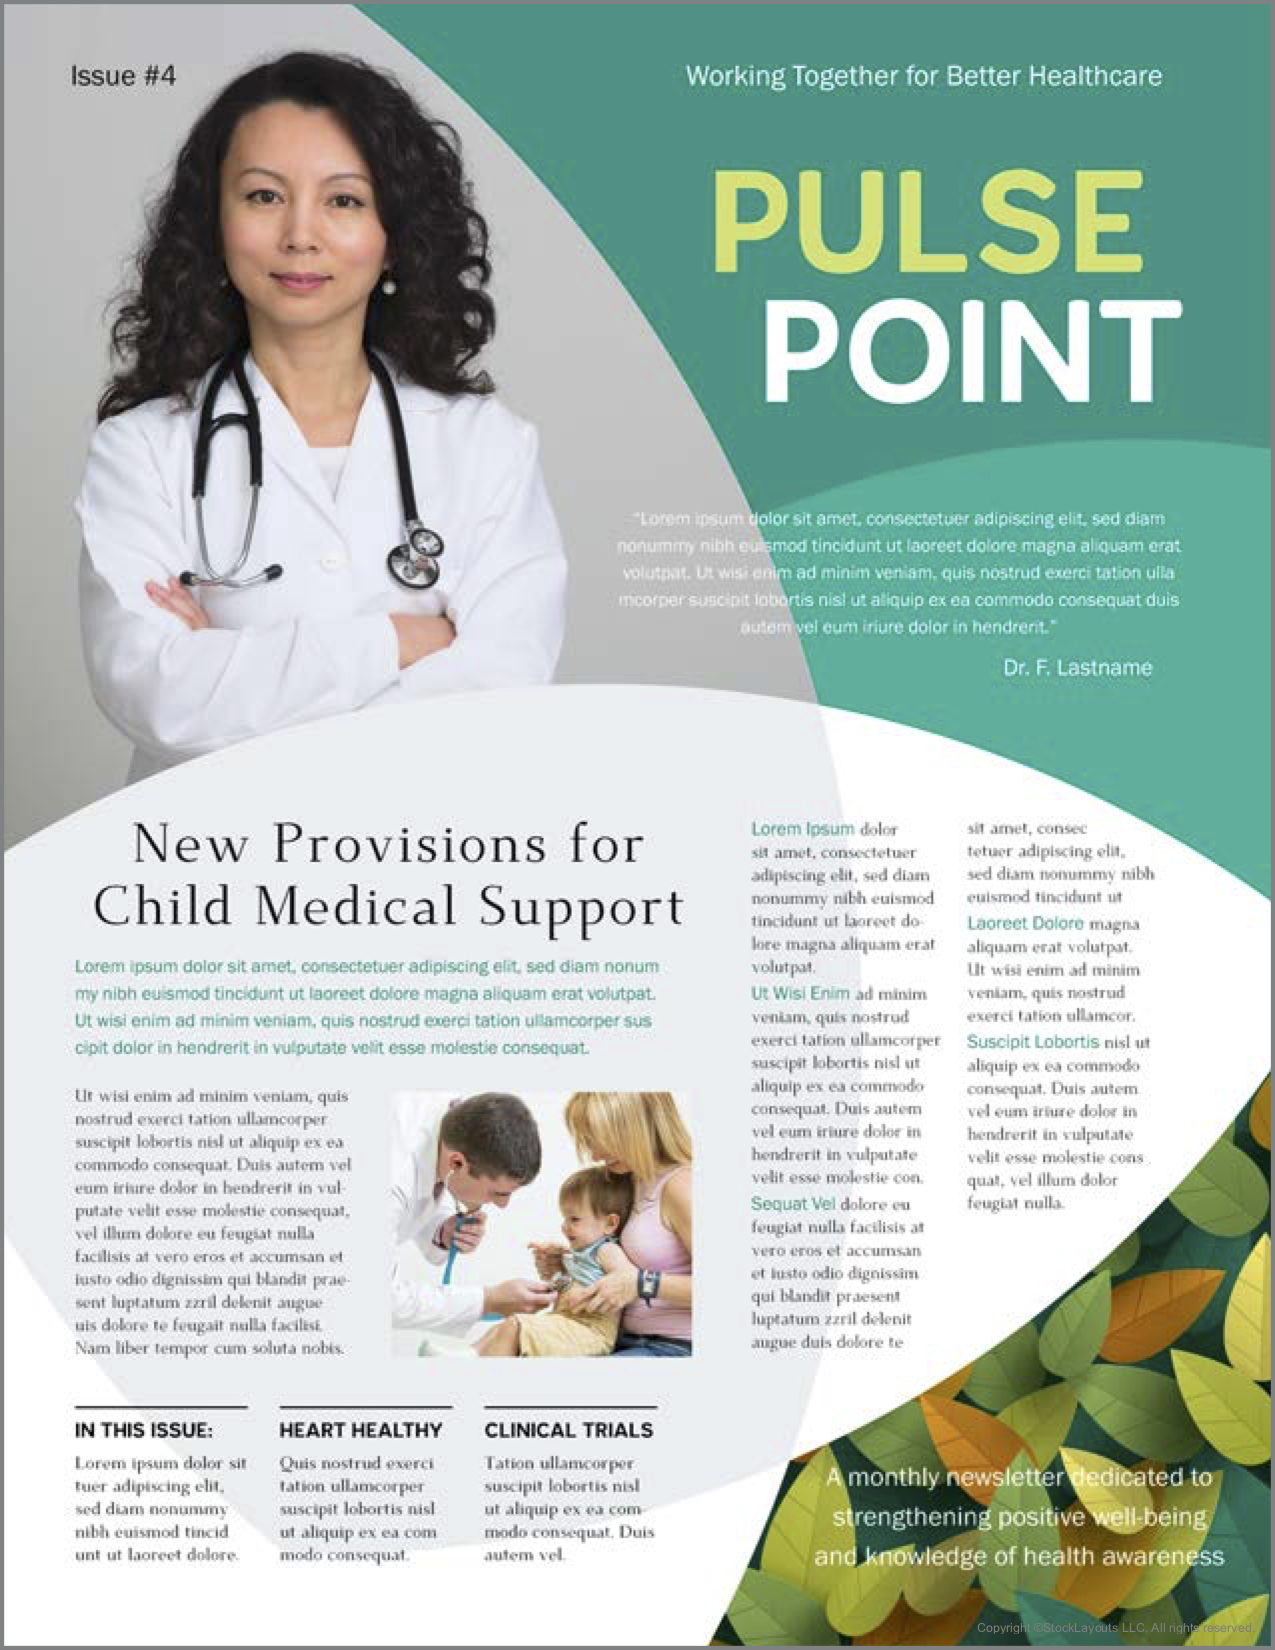 Issue #4
Working Together for Better Healthcare
PULSE
POINT
"Lorem ipsum dolor sit amet, consectetuer adipiscing elit, sed diam
nonummy nibh euismod tincidunt ut laoreet dolore magna aliquam erat
volutpat. Ut wisi enim ad minim veniam, quis nostrud exerci tation ulla
mcorper suscipit lobortis nisl ut aliquip ex ea commodo consequat duis
autem vel eum iriure dolor in hendrerit."
Dr. F. Lastname
New Provisions for
Child Medical Support
Lorem ipsum dolor sit amet, consectetuer adipiscing elit, sed diam nonum
my nibh euismod tincidunt ut laoreet dolore magna aliquam erat volutpat.
Ut wisi enim ad minim veniam, quis nostrud exerci tation ullamcorper sus
cipit dolor in hendrerit in vulputate velit esse molestie consequat.
Ut wisi enim ad minim veniam, quis
nostrud exerci tation ullamcorper
suscipit lobortis nisl ut aliquip ex ea
commodo consequat. Duis autem vel
eum iriure dolor in hendrerit in vul-
putate velit esse molestie consequat,
vel illum dolore eu feugiat nulla
facilisis at vero eros et accumsan et
iusto odio dignissim qui blandit prae-
sent luptatum zzril delenit augue
uis dolore te feugait nulla facilisi.
Nam liber tempor cum soluta nobis.
Lorem Ipsum dolor
sit amet, consectetuer
adipiscing elit, sed diam
nonummy nibh euismod
tincidunt ut laoreet do-
lore magna aliquam erat
volutpat.
Ut Wisi Enim ad minim
veniam, quis nostrud
exerci tation ullamcorper
suscipit lobortis nisl ut
aliquip ex ea commodo
consequat. Duis autem
vel eum iriure dolor in
hendrerit in vulputate
velit esse molestie con.
Sequat Vel dolore eu
feugiat nulla facilisis at
vero eros et accumsan
et iusto odio dignissim
qui blandit praesent
luptatum zzril delenit
augue duis dolore te
sit amet, consec
tetuer adipiscing elit,
sed diam nonummy nibh
euismod tincidunt ut
Laoreet Dolore magna
aliquam erat volutpat.
Ut wisi enim ad minim
veniam, quis nostrud
exerci tation ullamcor.
Suscipit Lobortis nisl ut
aliquip ex ea commodo
consequat. Duis autem
vel eum iriure dolor in
hendrerit in vulputate
velit esse molestie cons
quat, vel illum dolor
feugiat nulla.
IN THIS ISSUE:
Lorem ipsum dolor sit
tuer adipiscing elit,
sed diam nonummy
nibh euismod tincid
unt ut laoreet dolore.
HEART HEALTHY
Quis nostrud exerci
tation ullamcorper
suscipit lobortis nisl
ut aliquip ex ea com
modo consequat.
CLINICAL TRIALS
Tation ullamcorper
suscipit lobortis nisl
ut aliquip ex ea com-
modo consequat. Duis
autem vel.
A monthly newsletter dedicated to
strengthening positive well-being
and knowledge of health awareness
Copyright ©StockLayouts LLC, All rights reserved.